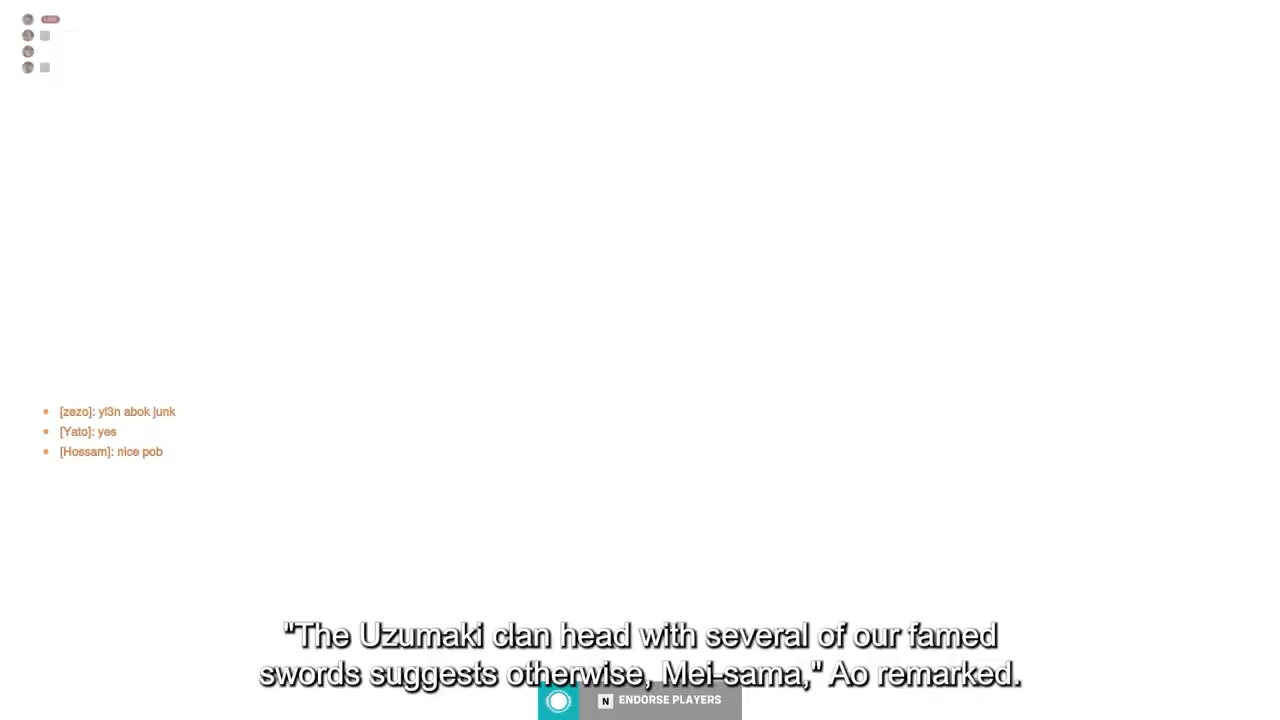 [zezo]: yl3n abok junk
[Yato]: yes
[Hossam]: nice pob
"The Uzumaki clan head with several of our famed
swords suggests otherwise, Mei-sama," Ao remarked.
N ENDORSE PLAYERS